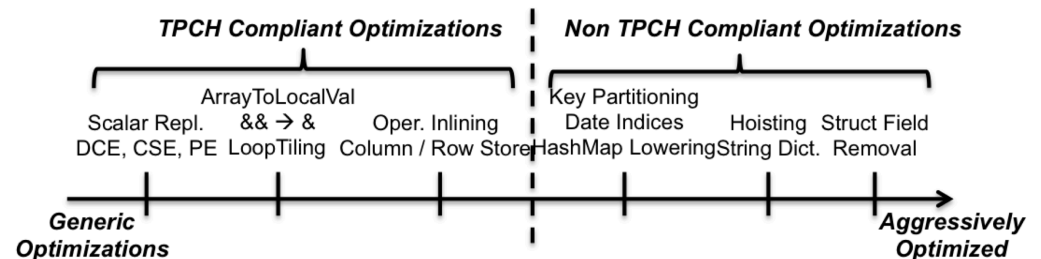 TPCH Compliant Optimizations
Non TPCH Compliant Optimizations
Scalar Repl.
DCE, CSE, PE
ArrayToLocalVal
&& → &
LoopTiling
Oper. Inlining
Column / Row Store
Key Partitioning
Date Indices
HashMap Lowering
Hoisting
String Dict.
Struct Field
Removal
Generic
Optimizations
Aggressively
Optimized